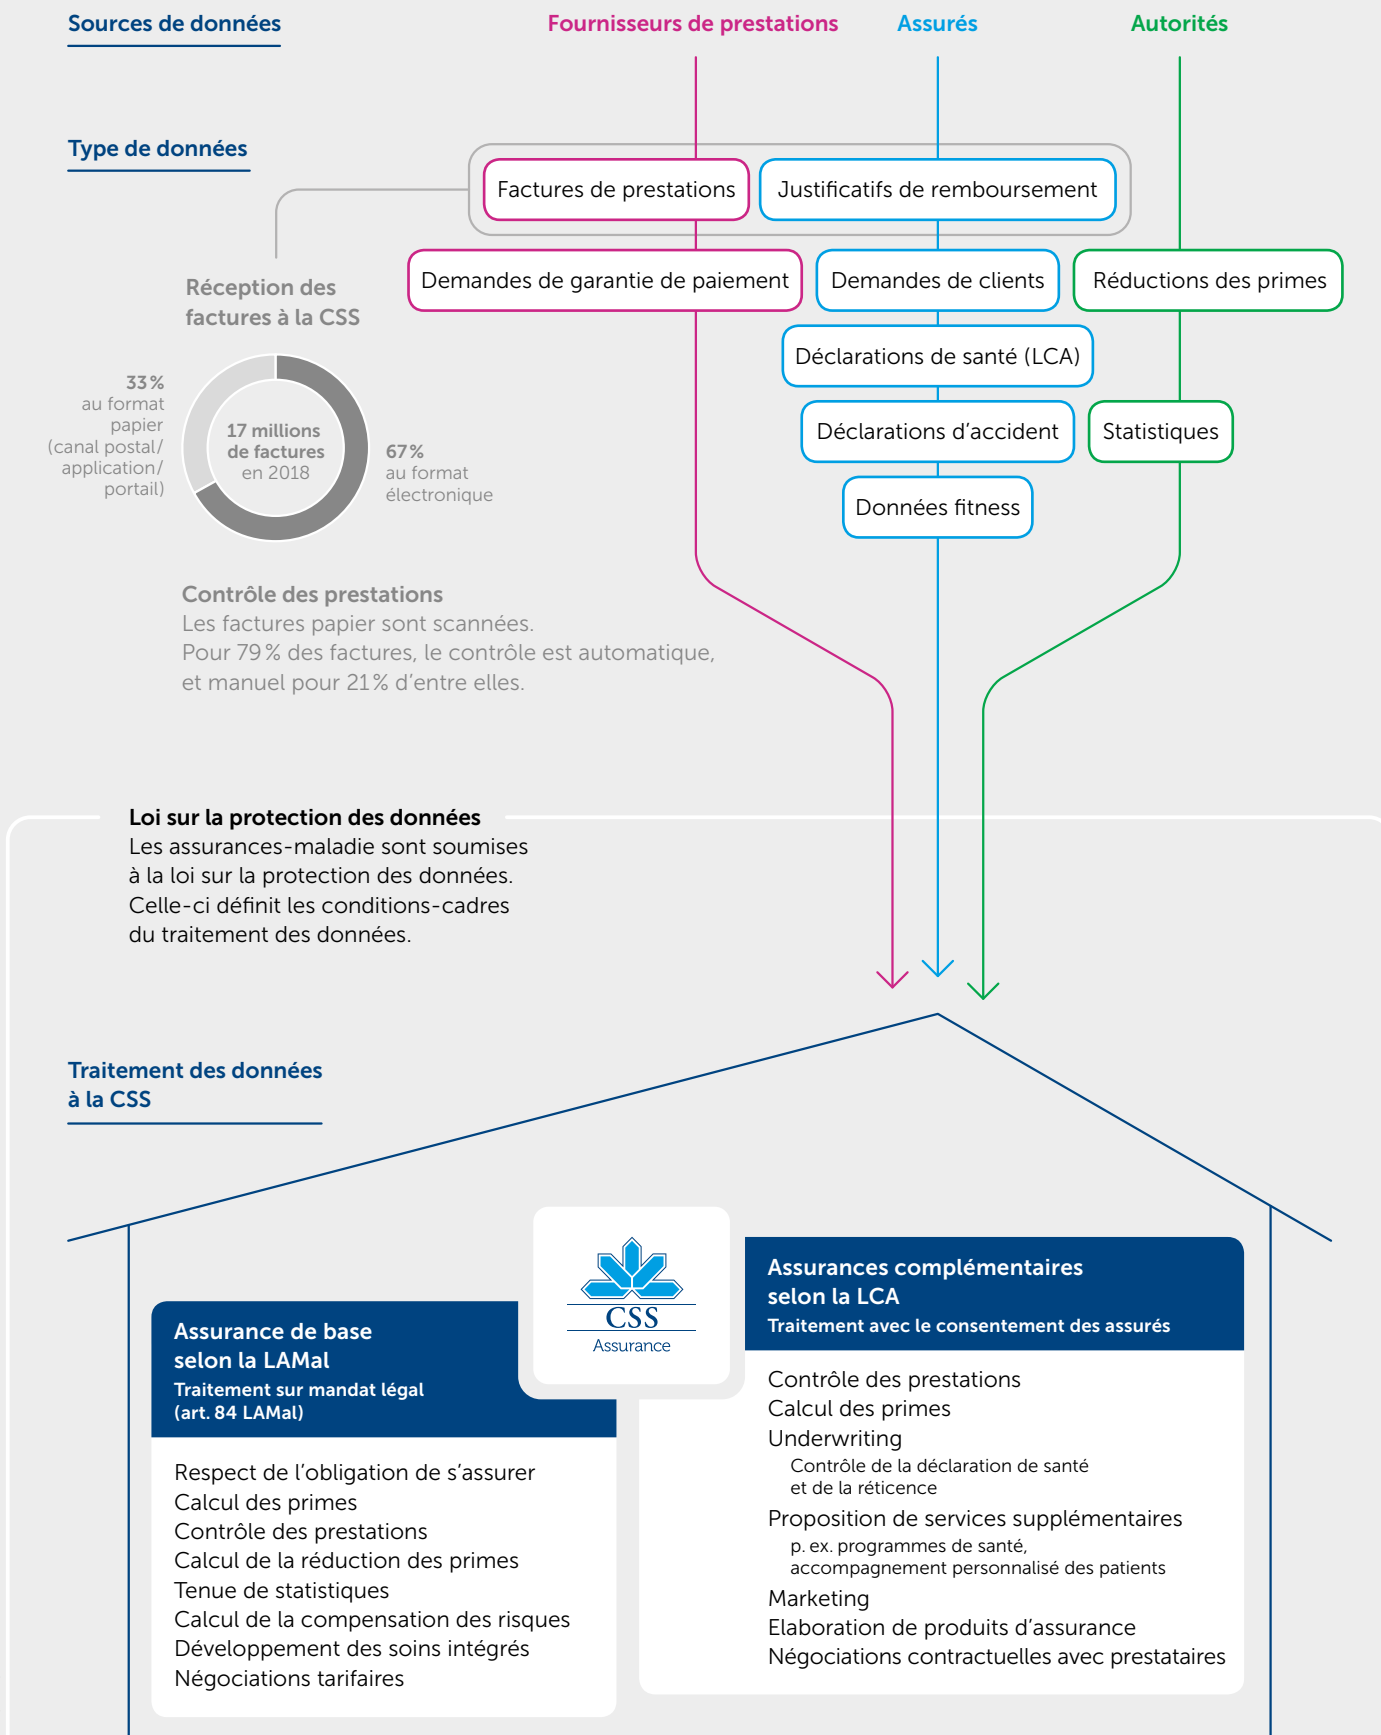 Sources de données
Fournisseurs de prestations
Assurés
Autorités
Type de données
Factures de prestations
Justificatifs de remboursement
Demandes de garantie de paiement
Demandes de clients
Réductions des primes
Déclarations de santé (LCA)
Déclarations d’accident
Statistiques
Données fitness
Réception des
factures à la CSS
33 %
au format
papier
(canal postal/
application/
portail)
17 millions
de factures
en 2018
67 %
au format
électronique
Contrôle des prestations
Les factures papier sont scannées.
Pour 79 % des factures, le contrôle est automatique,
et manuel pour 21 % d’entre elles.
Loi sur la protection des données
Les assurances-maladie sont soumises
à la loi sur la protection des données.
Celle-ci définit les conditions-cadres
du traitement des données.
Traitement des données
à la CSS
CSS
Assurance
Assurance de base
selon la LAMal
Traitement sur mandat légal
(art. 84 LAMal)
Respect de l’obligation de s’assurer
Calcul des primes
Contrôle des prestations
Calcul de la réduction des primes
Tenue de statistiques
Calcul de la compensation des risques
Développement des soins intégrés
Négociations tarifaires
Assurances complémentaires
selon la LCA
Traitement avec le consentement des assurés
Contrôle des prestations
Calcul des primes
Underwriting
Contrôle de la déclaration de santé
et de la réticence
Proposition de services supplémentaires
p. ex. programmes de santé,
accompagnement personnalisé des patients
Marketing
Elaboration de produits d’assurance
Négociations contractuelles avec prestataires